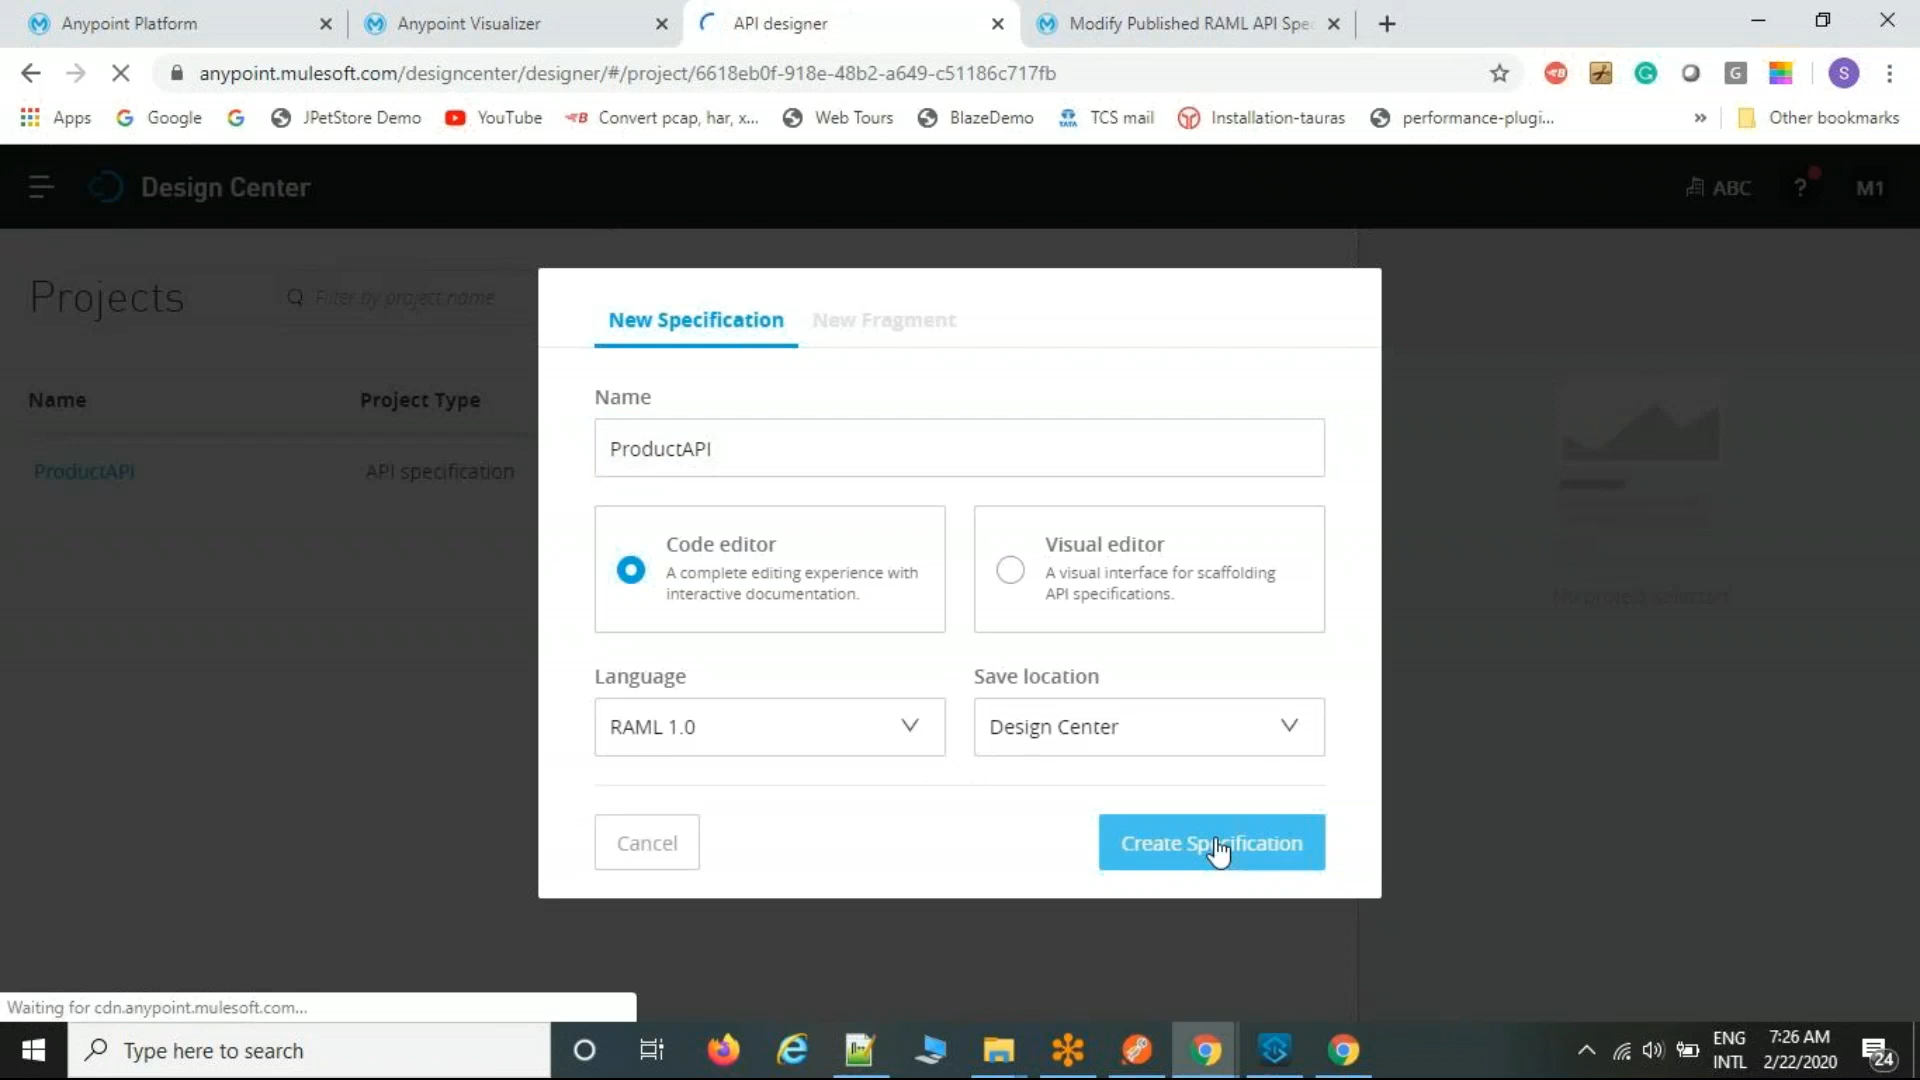 Anypoint Platform
Anypoint Visualizer
API designer
Modify Published RAML API Spe
anypoint.mulesoft.com/designcenter/designer/#/project/6618eb0f-918e-48b2-a649-c51186c717fb
S
Apps
Google
JPetStore Demo
YouTube
Convert pcap, har, x...
Web Tours
BlazeDemo
TCS mail
Installation-tauras
performance-plugi...
»
Other bookmarks
Design Center
ABC
?
M1
Projects
Filter by project name
Name
Project Type
ProductAPI
API specification
No project selected
New Specification
New Fragment
Name
ProductAPI
Code editor
A complete editing experience with
interactive documentation.
Visual editor
A visual interface for scaffolding
API specifications.
Language
Save location
RAML 1.0
Design Center
Cancel
Create Specification
Waiting for cdn.anypoint.mulesoft.com...
Type here to search
ENG
INTL
7:26 AM
2/22/2020
24